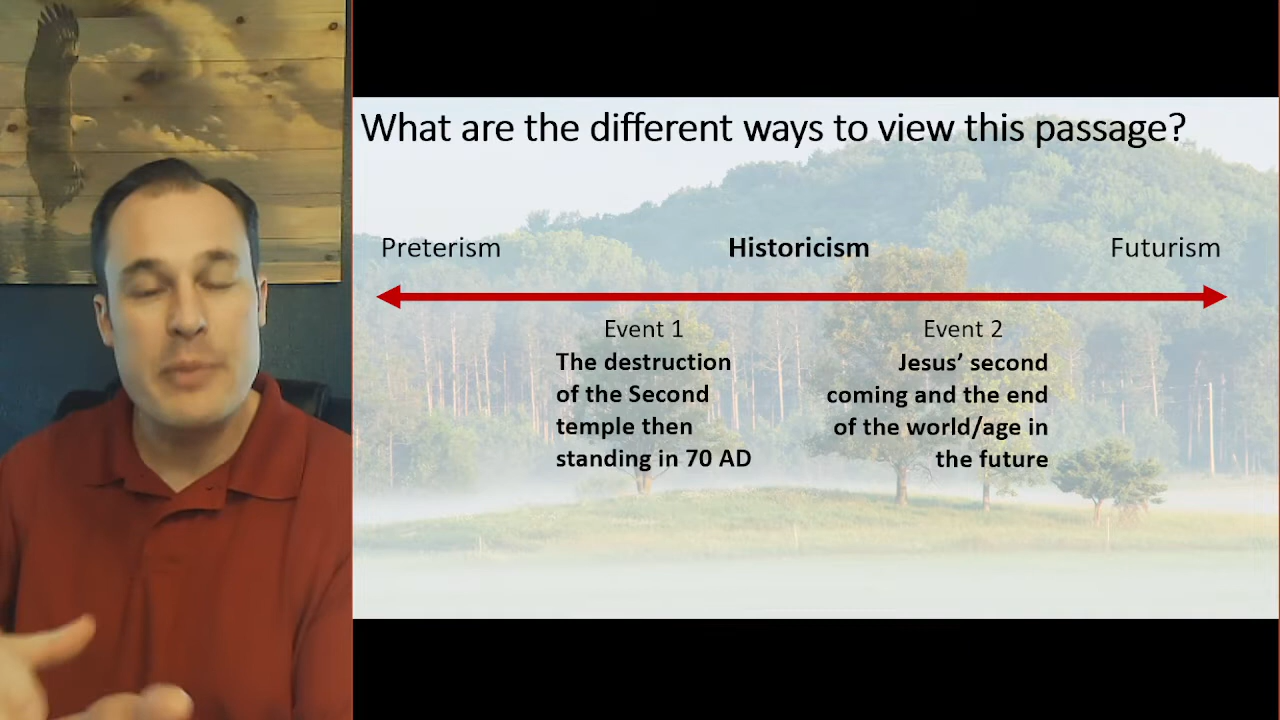 What are the different ways to view this passage?
Preterism Historicism Futurism
Event 1
The destruction
of the Second
temple then
standing in 70 AD
Event 2
Jesus’ second
coming and the end
of the world/age in
the future